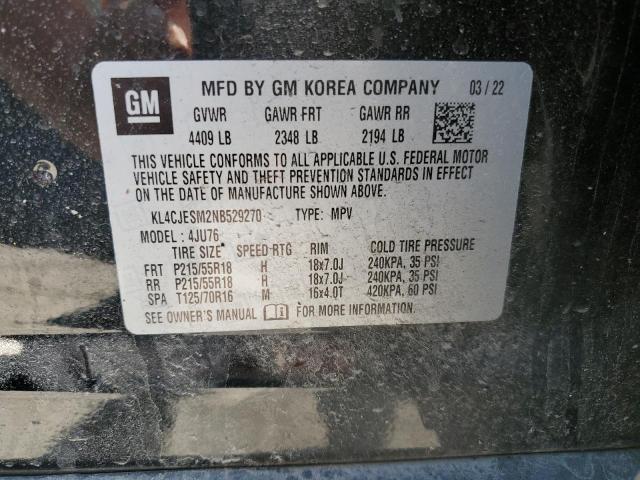 GM MFD BY GM KOREA COMPANY 03 / 22
GVWR GAWR FRT GAWR RR
4409 LB 2348 LB 2194 LB
THIS VEHICLE CONFORMS TO ALL APPLICABLE U.S. FEDERAL MOTOR
VEHICLE SAFETY AND THEFT PREVENTION STANDARDS IN EFFECT
ON THE DATE OF MANUFACTURE SHOWN ABOVE.
KL4CJESM2NB529270 TYPE: MPV
MODEL : 4JU76
TIRE SIZE SPEED RTG RIM COLD TIRE PRESSURE
FRT P215/55R18 H 18x7.0J 240KPA, 35 PSI
RR P215/55R18 H 18x7.0J 240KPA, 35 PSI
SPA T125/70R16 M 16x4.0T 420KPA, 60 PSI
SEE OWNER'S MANUAL FOR MORE INFORMATION.